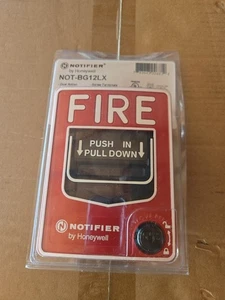 NOTIFIER
by Honeywell
NOT-BG12LX
FIRE
PUSH IN
PULL DOWN
NOTIFIER
by Honeywell